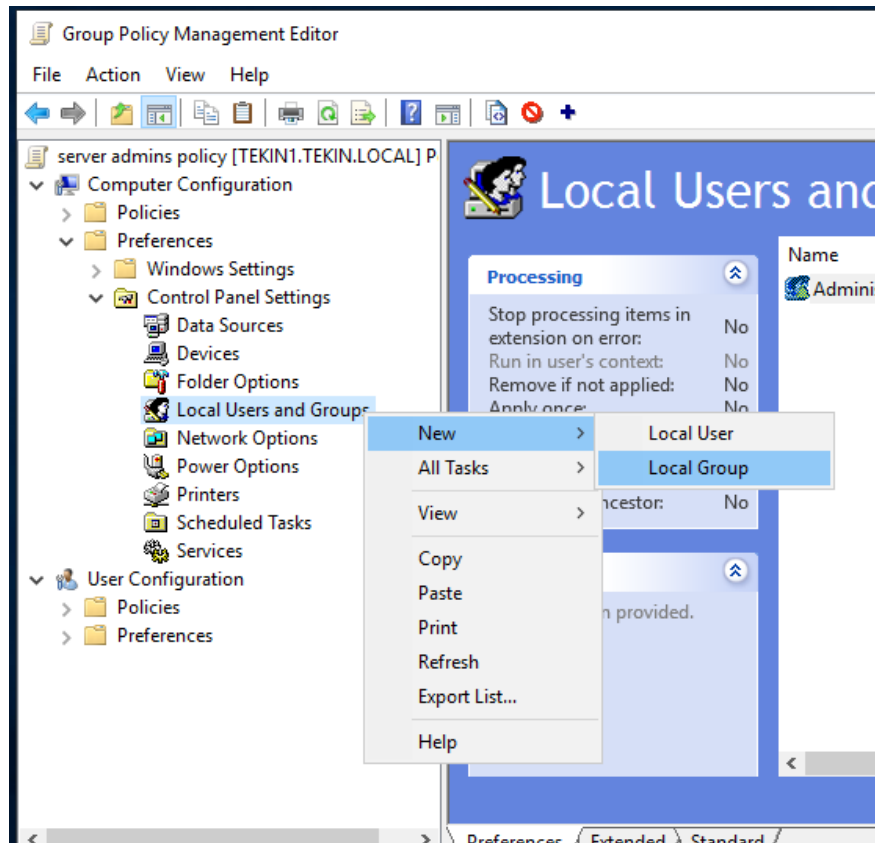 Group Policy Management Editor
File Action View Help
server admins policy [TEKIN1.TEKIN.LOCAL] P
Computer Configuration
Policies
Preferences
Windows Settings
Control Panel Settings
Data Sources
Devices
Folder Options
Local Users and Groups
Network Options
Power Options
Printers
Scheduled Tasks
Services
User Configuration
Policies
Preferences
New
All Tasks
View
Copy
Paste
Print
Refresh
Export List...
Help
Local User
Local Group
Local Users and
Processing
Stop processing items in
extension on error: No
Run in user's context: No
Remove if not applied: No
Apply once: No
ncestor: No
n provided.
Name
Admini
Preferences Extended Standard